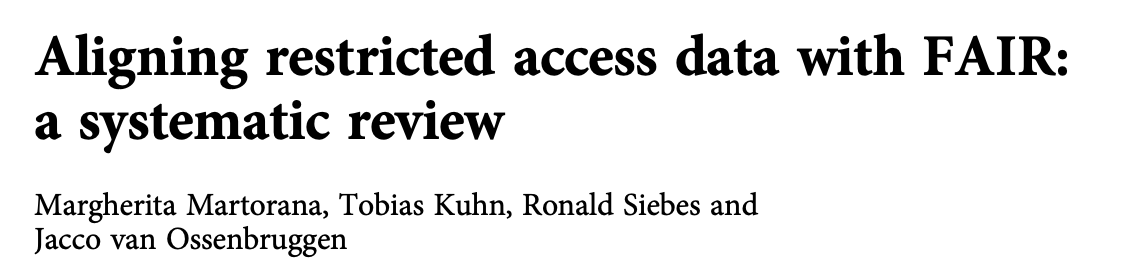 Aligning restricted access data with FAIR:
a systematic review
Margherita Martorana, Tobias Kuhn, Ronald Siebes and
Jacco van Ossenbruggen